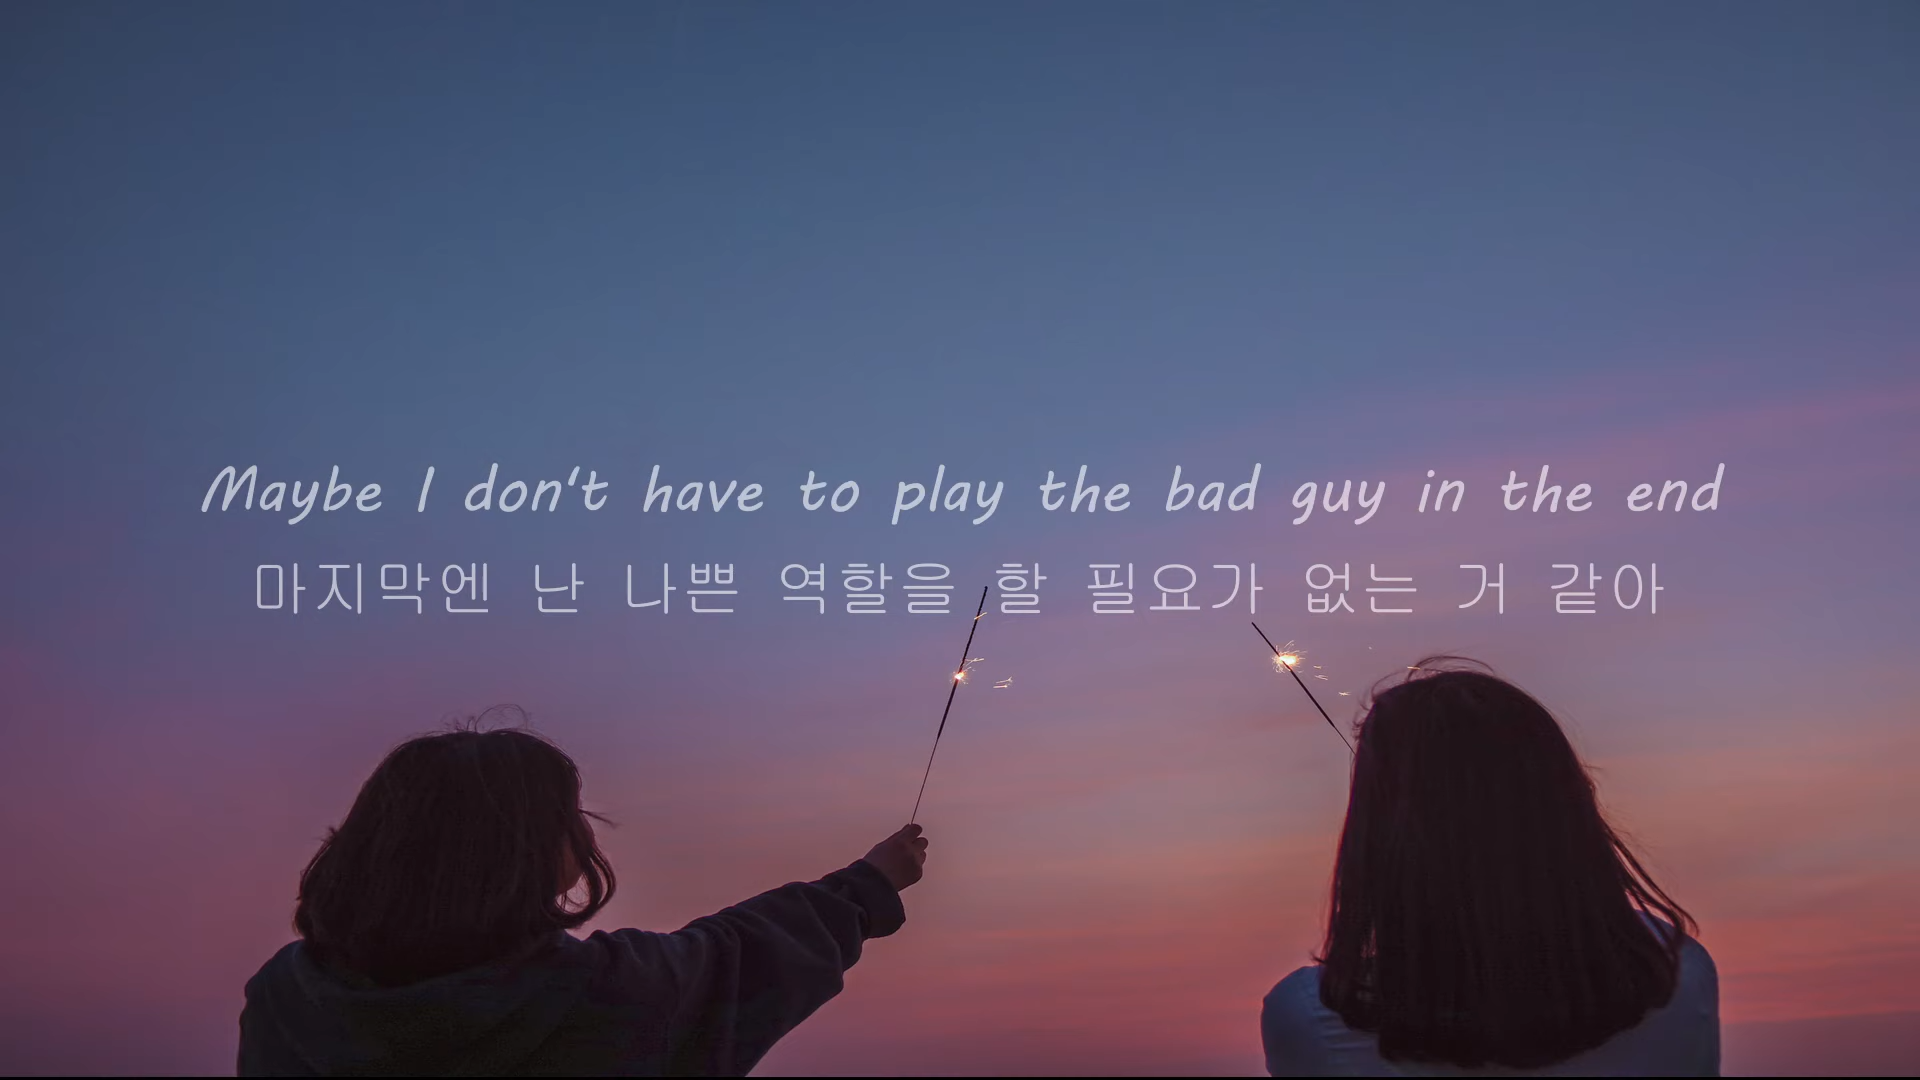 Maybe I don't have to play the bad guy in the end
마지막엔 난 나쁜 역할을 할 필요가 없는 거 같아